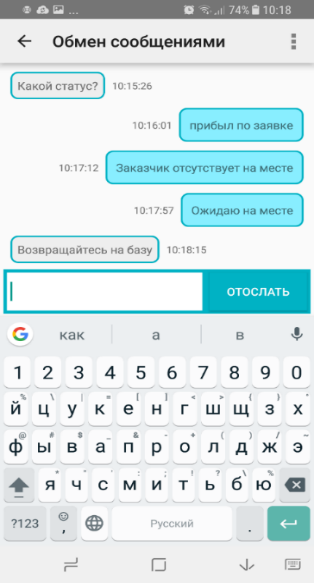 74% 10:18
Обмен сообщениями
Какой статус? 10:15:26
10:16:01 прибыл по заявке
10:17:12 Заказчик отсутствует на месте
10:17:57 Ожидаю на месте
Возвращайтесь на базу 10:18:15
ОТОСЛАТЬ
G как а в
1 2 3 4 5 6 7 8 9 0
й ц у к е н г ш щ з х
ф ы в а п р о л д ж э
я ч с м и т ь б ю
?123 , Русский .